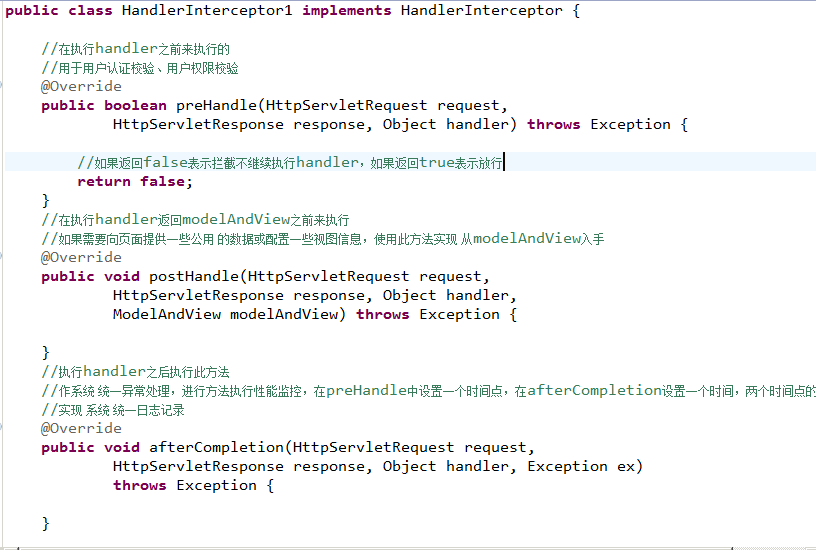 public class HandlerInterceptor1 implements HandlerInterceptor {
//在执行handler之前来执行的
//用于用户认证校验、用户权限校验
@Override
public boolean preHandle(HttpServletRequest request,
HttpServletResponse response, Object handler) throws Exception {
//如果返回false表示拦截不继续执行handler，如果返回true表示放行
return false;
}
//在执行handler返回modelAndView之前来执行
//如果需要向页面提供一些公用 的数据或配置一些视图信息，使用此方法实现 从modelAndView入手
@Override
public void postHandle(HttpServletRequest request,
HttpServletResponse response, Object handler,
ModelAndView modelAndView) throws Exception {
}
//执行handler之后执行此方法
//作系统 统一异常处理，进行方法执行性能监控，在preHandle中设置一个时间点，在afterCompletion设置一个时间，两个时间点的
//实现 系统 统一日志记录
@Override
public void afterCompletion(HttpServletRequest request,
HttpServletResponse response, Object handler, Exception ex)
throws Exception {
}